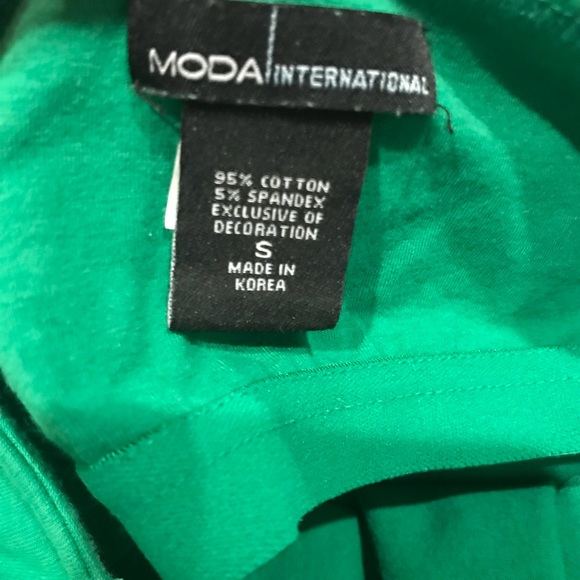 MODA INTERNATIONAL
95% COTTON
5% SPANDEX
EXCLUSIVE OF
DECORATION
S
MADE IN
KOREA